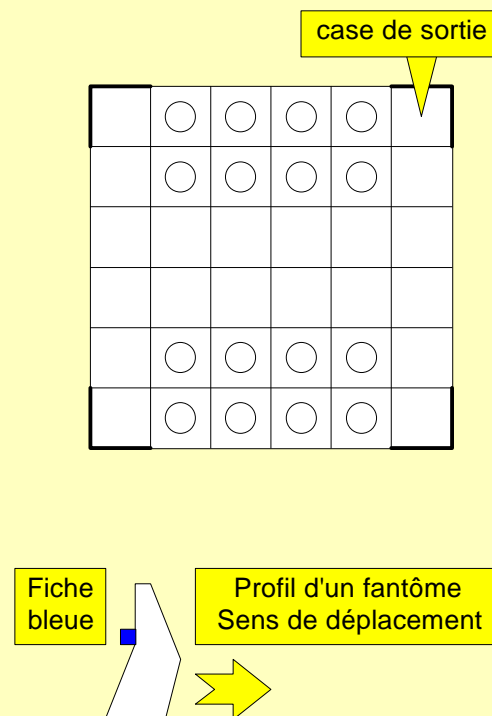 case de sortie
Fiche
bleue
Profil d'un fantôme
Sens de déplacement